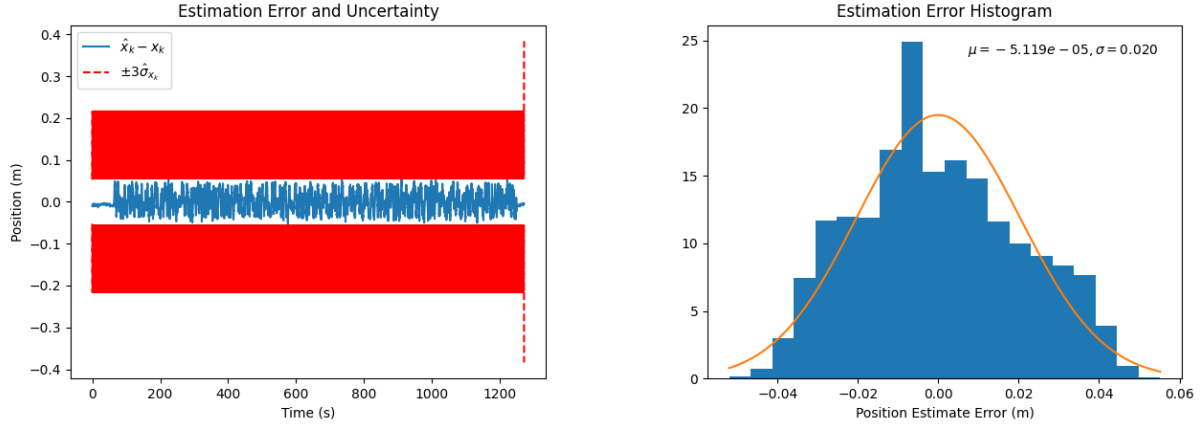 Estimation Error and Uncertainty
0.4
0.3
0.2
0.1
0.0
−0.1
−0.2
−0.3
−0.4
Position (m)
x̂ₖ − xₖ
±3σ̂ₓₖ
0 200 400 600 800 1000 1200
Time (s)
Estimation Error Histogram
25
20
15
10
5
0
μ = −5.119e − 05, σ = 0.020
−0.04 −0.02 0.00 0.02 0.04 0.06
Position Estimate Error (m)